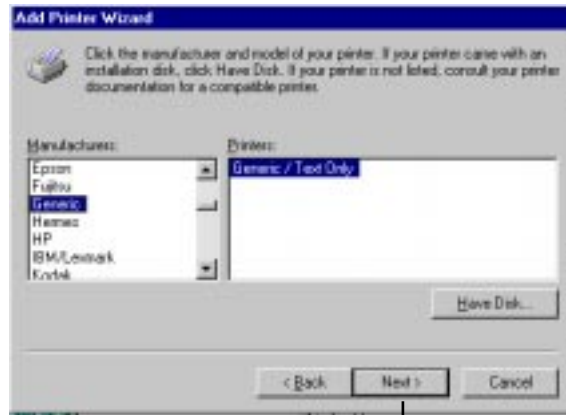 Add Printer Wizard
Click the manufacturer and model of your printer. If your printer came with an
installation disk, click Have Disk. If your printer is not listed, consult your printer
documentation for a compatible printer.
Manufacturers:
Printers:
Epson
Fujitsu
Generic
Hermes
HP
IBM/Lexmark
Kodak
Generic / Text Only
Have Disk...
< Back
Next >
Cancel